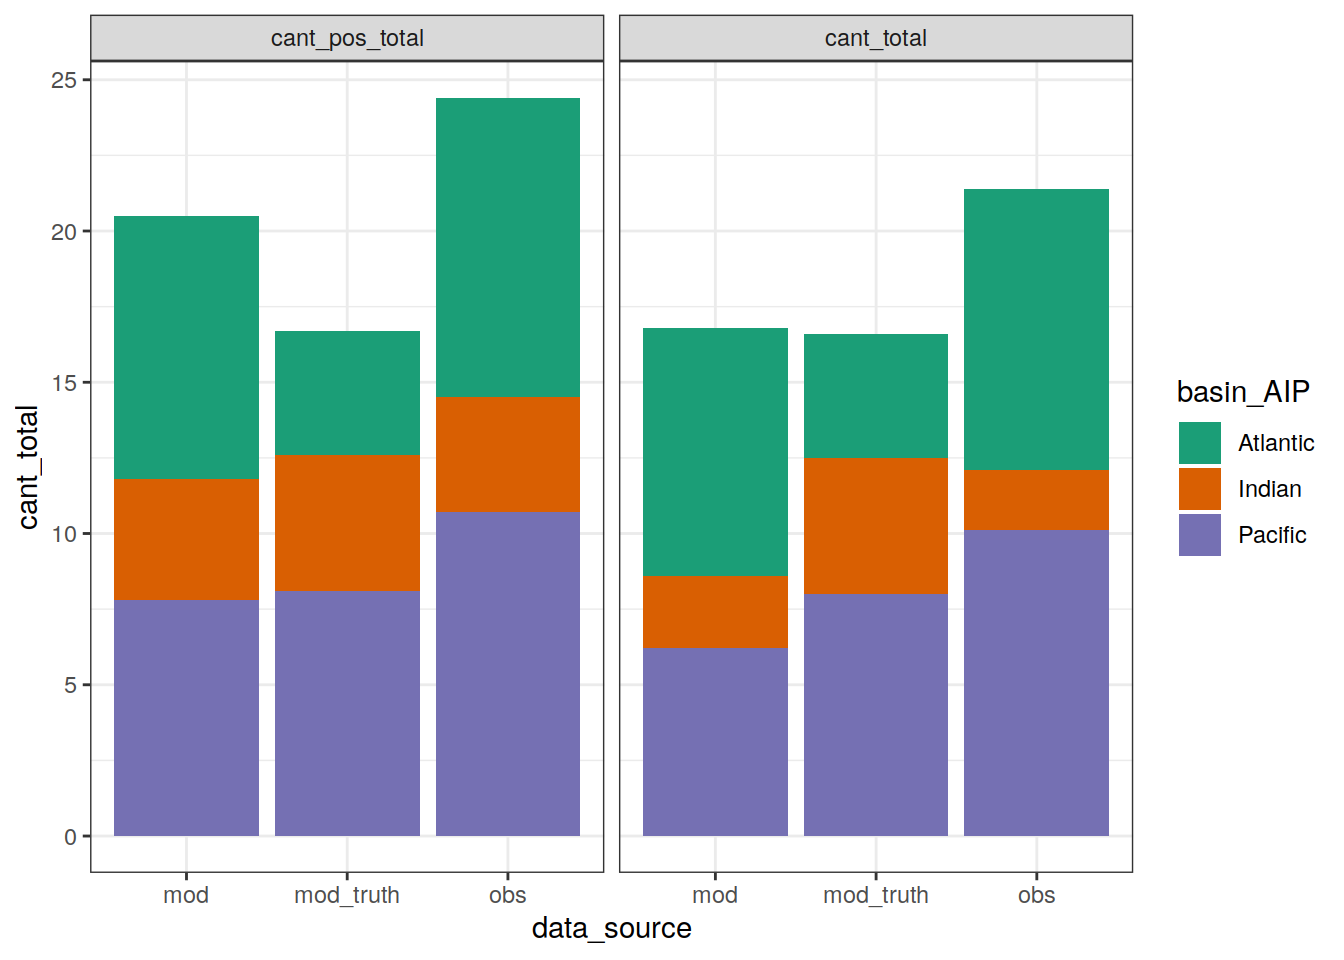 cant_pos_total
cant_total
25
20
15
10
5
0
cant_total
mod
mod_truth
obs
mod
mod_truth
obs
data_source
basin_AIP
Atlantic
Indian
Pacific